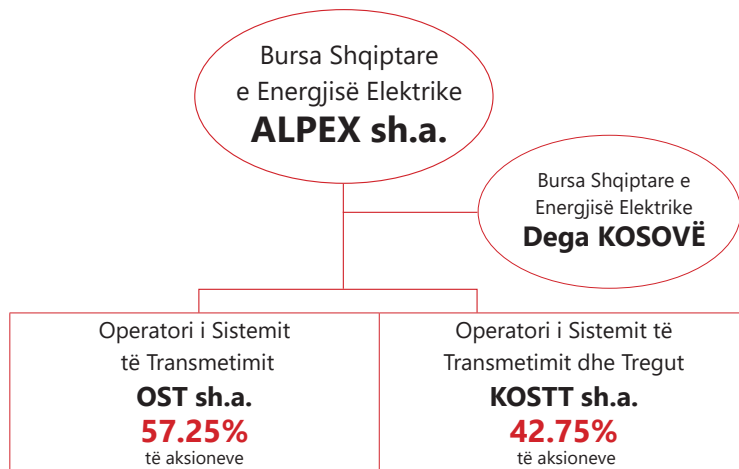 Bursa Shqiptare
e Energjisë Elektrike
ALPEX sh.a.
Bursa Shqiptare e
Energjisë Elektrike
Dega KOSOVË
Operatori i Sistemit
të Transmetimit
OST sh.a.
57.25%
të aksioneve
Operatori i Sistemit të
Transmetimit dhe Tregut
KOSTT sh.a.
42.75%
të aksioneve